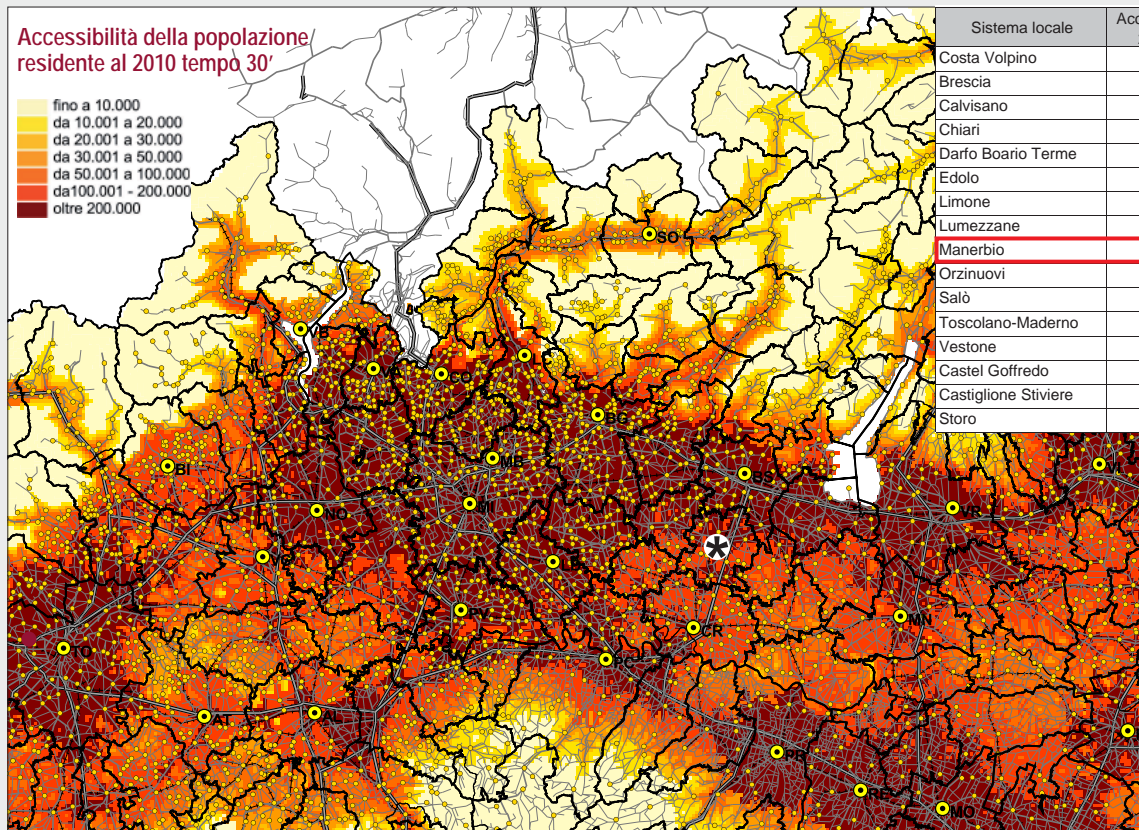 Accessibilità della popolazione
residente al 2010 tempo 30'
fino a 10.000
da 10.001 a 20.000
da 20.001 a 30.000
da 30.001 a 50.000
da 50.001 a 100.000
da100.001 - 200.000
oltre 200.000
Sistema locale
Costa Volpino
Brescia
Calvisano
Chiari
Darfo Boario Terme
Edolo
Limone
Lumezzane
Manerbio
Orzinuovi
Salò
Toscolano-Maderno
Vestone
Castel Goffredo
Castiglione Stiviere
Storo
SO
VB
CO
BG
BI
MB
BS
NO
MI
VR
CR
MN
TO
PC
AT
AL
PR
MO